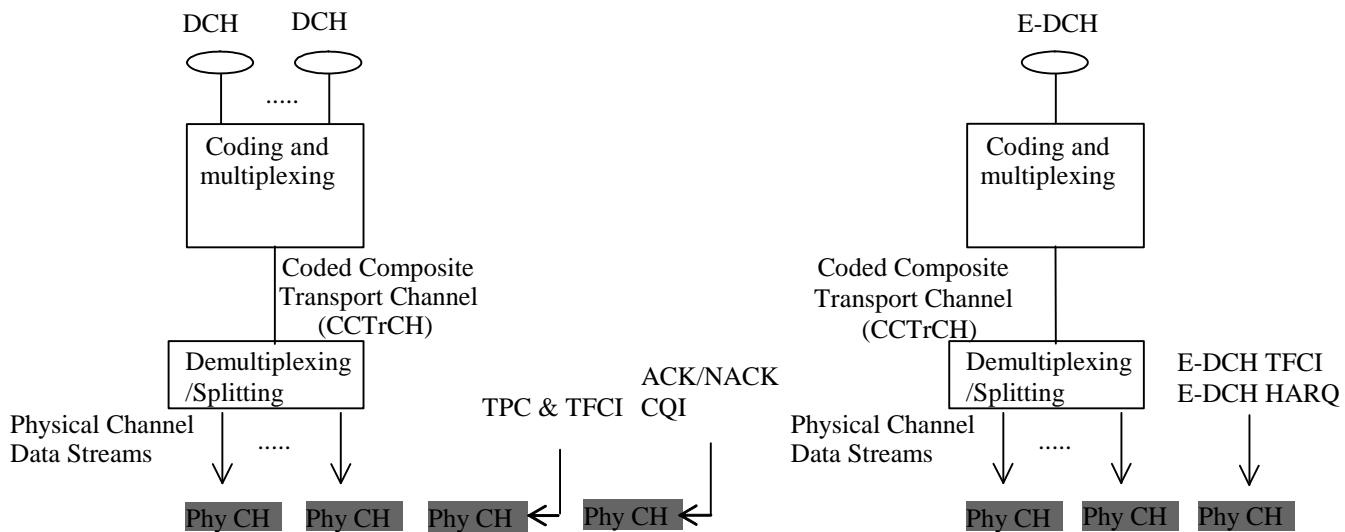 DCH DCH
.....
Coding and
multiplexing
Coded Composite
Transport Channel
(CCTrCH)
Demultiplexing
/Splitting
Physical Channel
Data Streams
.....
TPC & TFCI
ACK/NACK
CQI
Phy CH Phy CH Phy CH Phy CH
E-DCH
Coding and
multiplexing
Coded Composite
Transport Channel
(CCTrCH)
Demultiplexing
/Splitting
Physical Channel
Data Streams
.....
E-DCH TFCI
E-DCH HARQ
Phy CH Phy CH Phy CH